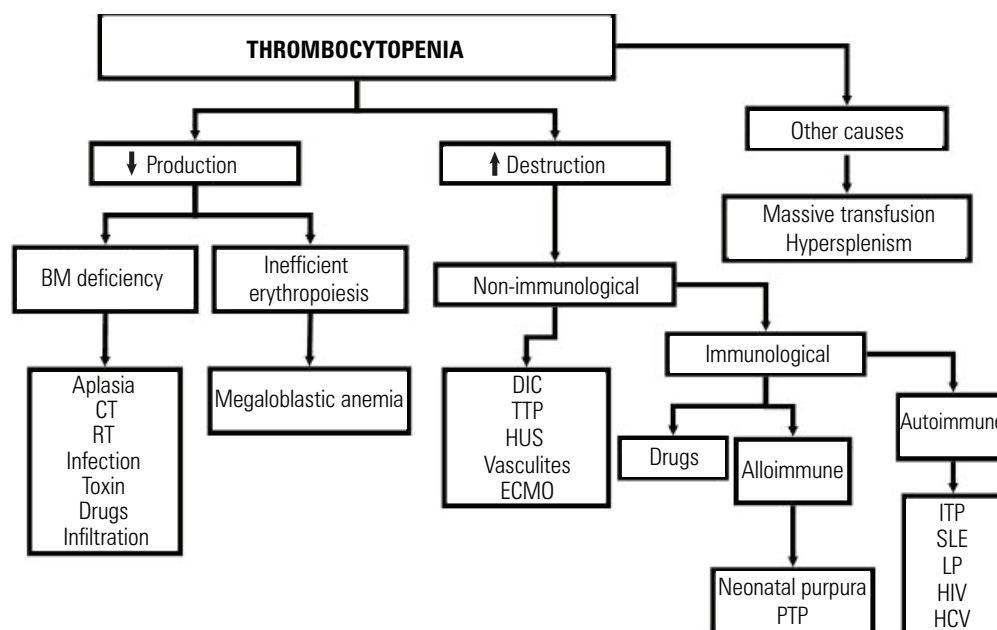 THROMBOCYTOPENIA
Other causes
↓ Production
↑ Destruction
Massive transfusion
Hypersplenism
BM deficiency
Inefficient
erythropoiesis
Non-immunological
Immunological
Aplasia
CT
RT
Infection
Toxin
Drugs
Infiltration
Megaloblastic anemia
DIC
TTP
HUS
Vasculites
ECMO
Drugs
Alloimmune
Autoimmune
Neonatal purpura
PTP
ITP
SLE
LP
HIV
HCV